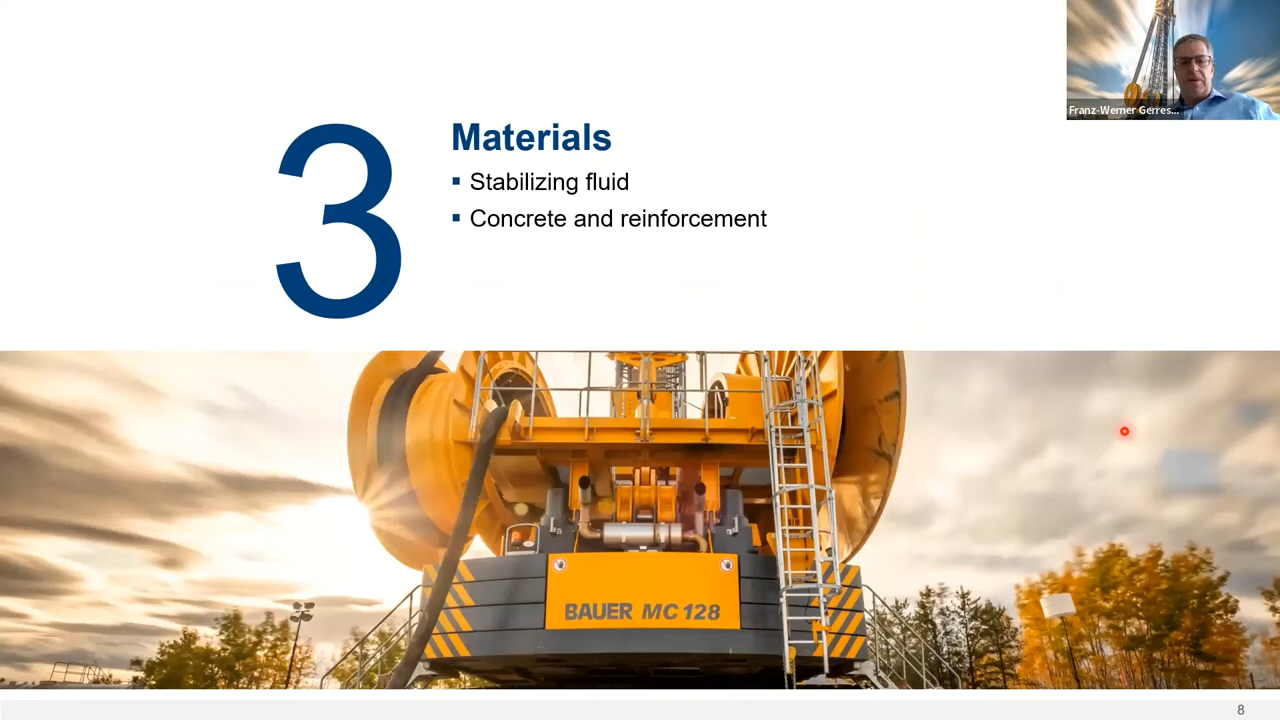 Franz-Werner Gerres...
3
Materials
▪ Stabilizing fluid
▪ Concrete and reinforcement
BAUER MC 128
8